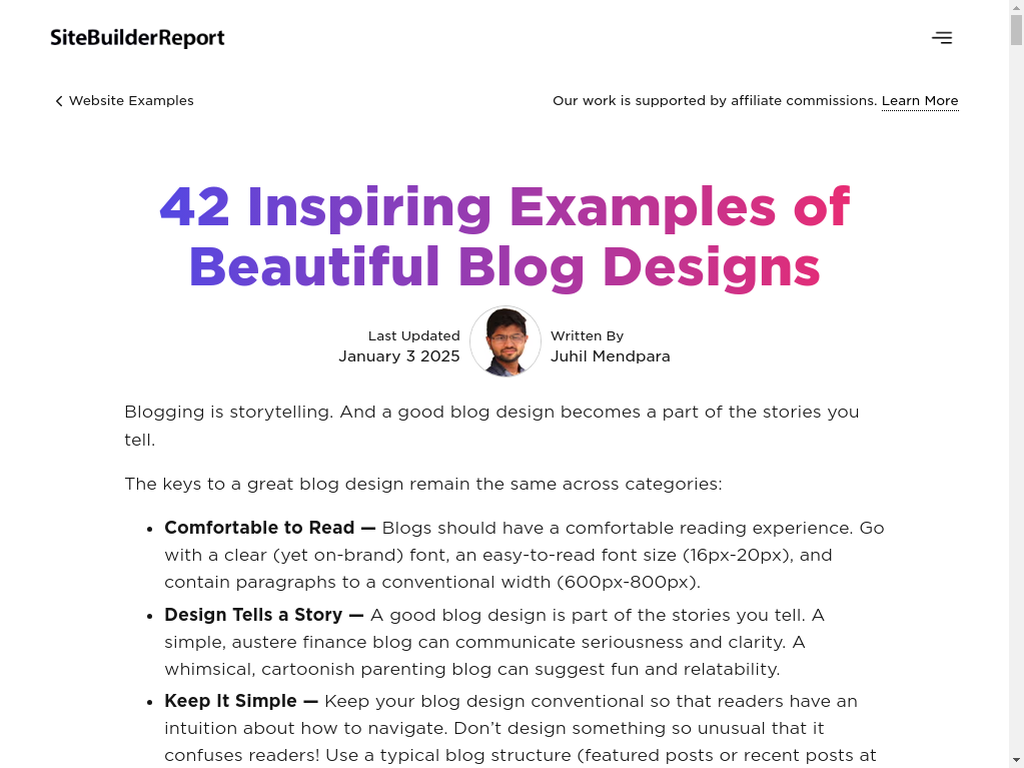 SiteBuilderReport
Website Examples
Our work is supported by affiliate commissions. Learn More
42 Inspiring Examples of
Beautiful Blog Designs
Last Updated
January 3 2025
Written By
Juhil Mendpara
Blogging is storytelling. And a good blog design becomes a part of the stories you
tell.
The keys to a great blog design remain the same across categories:
• Comfortable to Read — Blogs should have a comfortable reading experience. Go
with a clear (yet on-brand) font, an easy-to-read font size (16px-20px), and
contain paragraphs to a conventional width (600px-800px).
• Design Tells a Story — A good blog design is part of the stories you tell. A
simple, austere finance blog can communicate seriousness and clarity. A
whimsical, cartoonish parenting blog can suggest fun and relatability.
• Keep It Simple — Keep your blog design conventional so that readers have an
intuition about how to navigate. Don’t design something so unusual that it
confuses readers! Use a typical blog structure (featured posts or recent posts at